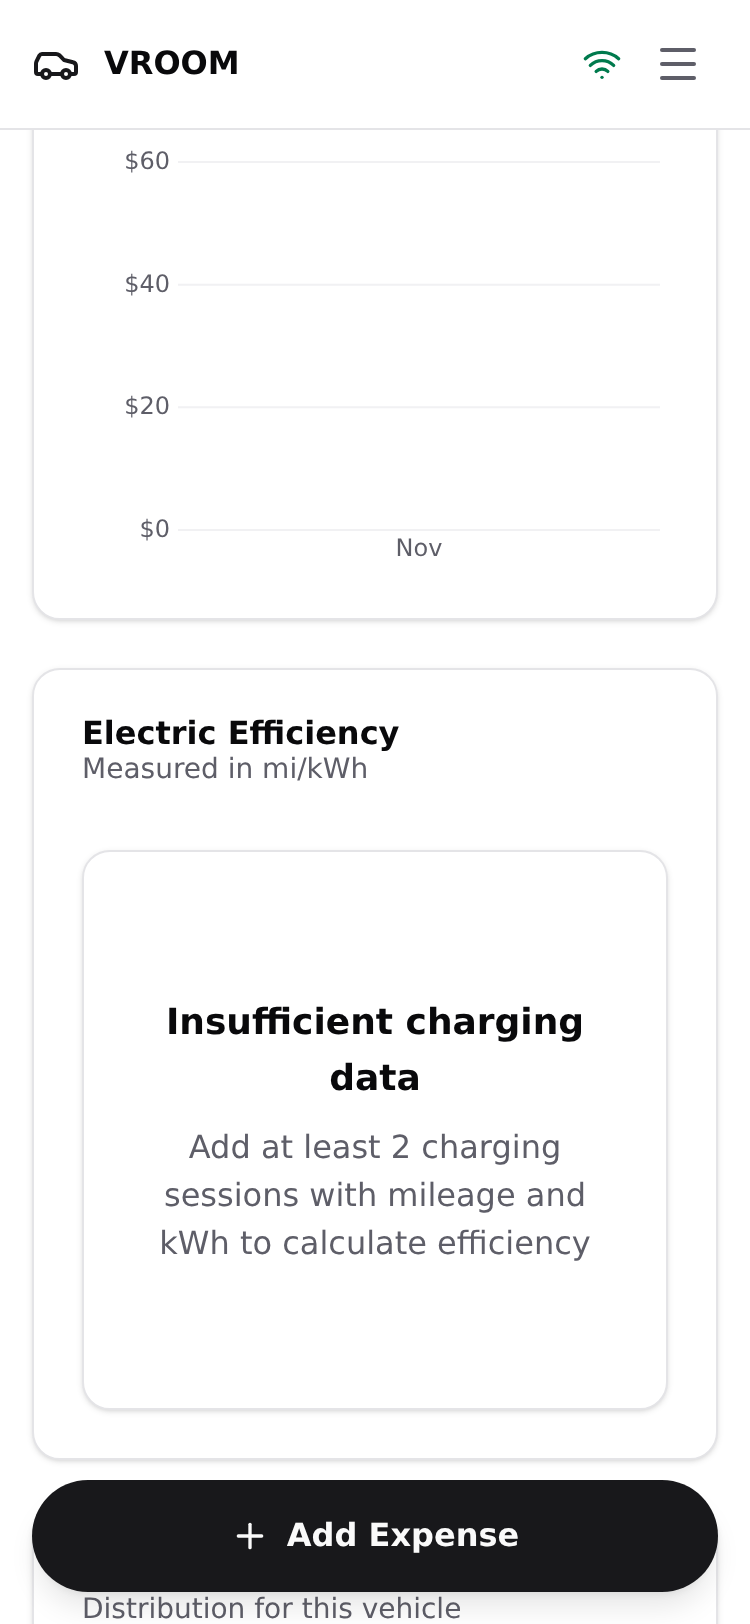 VROOM
$60
$40
$20
$0
Nov
Electric Efficiency
Measured in mi/kWh
Insufficient charging
data
Add at least 2 charging
sessions with mileage and
kWh to calculate efficiency
Add Expense
Distribution for this vehicle